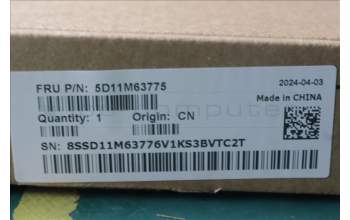 FRU P/N: 5D11M63775
2024-04-03
Made in CHINA
Quantity: 1 Origin: CN
SN: 8SSD11M63776V1KS3BVTC2T